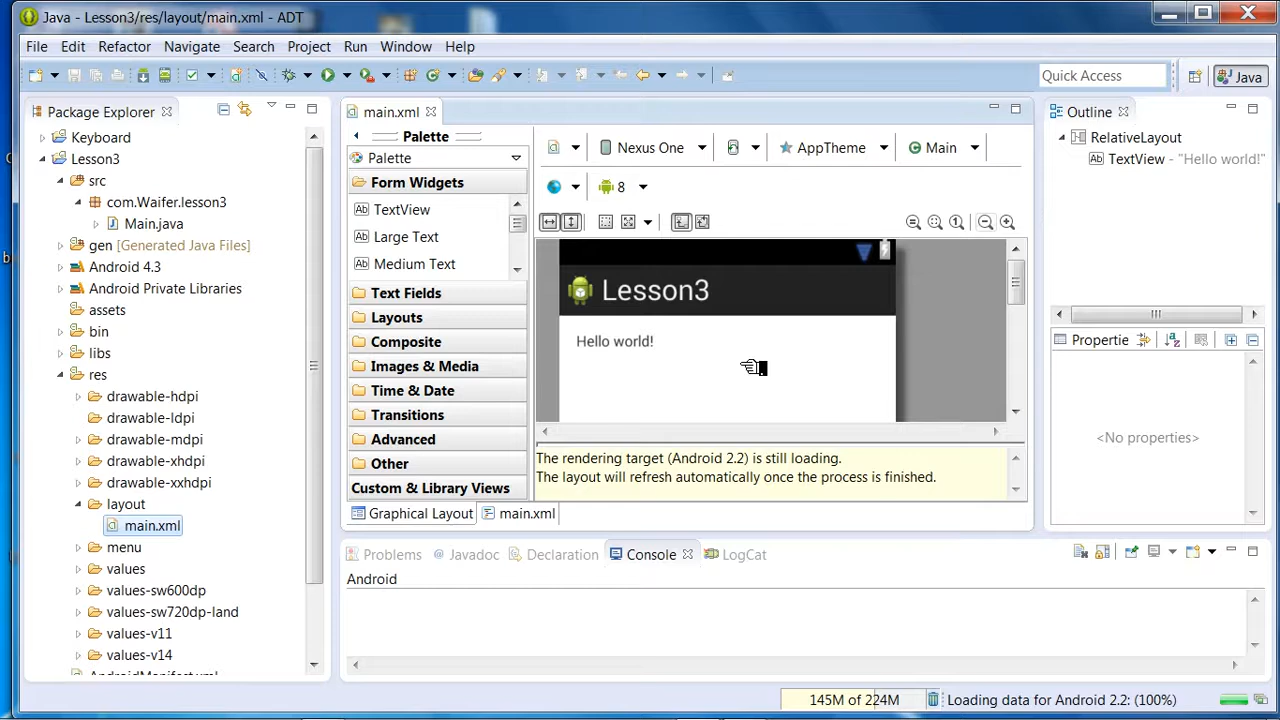 Java - Lesson3/res/layout/main.xml - ADT
File Edit Refactor Navigate Search Project Run Window Help
Quick Access
Java
Package Explorer
Keyboard
Lesson3
src
com.Waifer.lesson3
Main.java
gen [Generated Java Files]
Android 4.3
Android Private Libraries
assets
bin
libs
res
drawable-hdpi
drawable-ldpi
drawable-mdpi
drawable-xhdpi
drawable-xxhdpi
layout
main.xml
menu
values
values-sw600dp
values-sw720dp-land
values-v11
values-v14
AndroidManifest.xml
main.xml
Palette
Palette
Form Widgets
Ab TextView
Ab Large Text
Ab Medium Text
Text Fields
Layouts
Composite
Images & Media
Time & Date
Transitions
Advanced
Other
Custom & Library Views
Nexus One
AppTheme
C Main
8
1
Lesson3
Hello world!
The rendering target (Android 2.2) is still loading.
The layout will refresh automatically once the process is finished.
Graphical Layout
main.xml
Outline
RelativeLayout
Ab TextView - "Hello world!"
Propertie
<No properties>
Problems
@ Javadoc
Declaration
Console
LogCat
Android
145M of 224M
Loading data for Android 2.2: (100%)